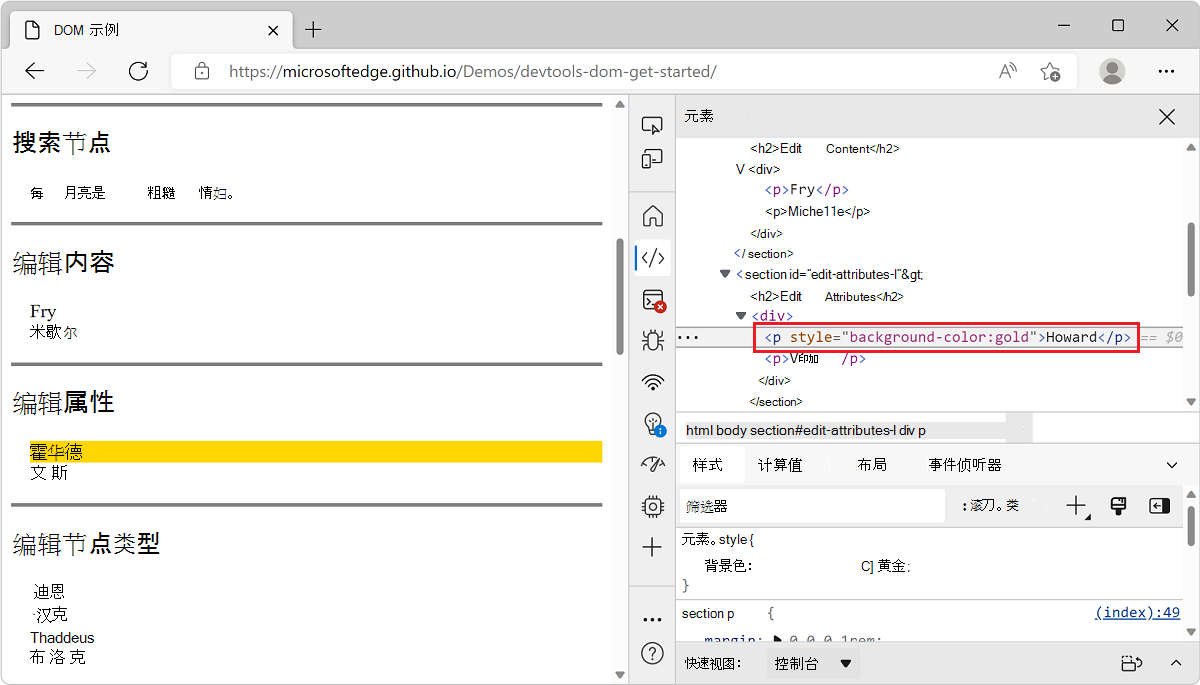 DOM 示例
https://microsoftedge.github.io/Demos/devtools-dom-get-started/
搜索节点
每 月亮是 粗糙 情妇。
编辑内容
Fry
米歇尔
编辑属性
霍华德
文 斯
编辑节点类型
迪恩
·汉克
Thaddeus
布 洛 克
元素
<h2>Edit Content</h2>
V <div>
<p>Fry</p>
<p>Miche11e</p>
</div>
</ section>
<section id="edit-attributes-l"&gt;
<h2>Edit Attributes</h2>
<div>
<p style="background-color:gold">Howard</p> == $0
<p>V印加 /p>
</div>
</section>
html body section#edit-attributes-l div p
样式 计算值 布局 事件侦听器
筛选器 : 滚刀。类
元素。style {
背景色: C] 黄金;
}
section p { (index):49
margin: 0 0 0 1rem;
快速视图: 控制台